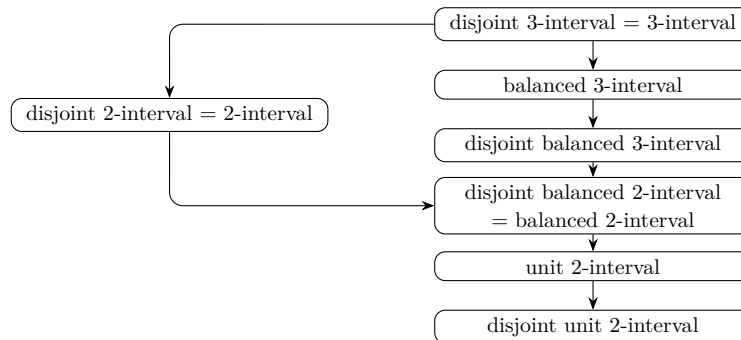 disjoint 3-interval = 3-interval
balanced 3-interval
disjoint 2-interval = 2-interval
disjoint balanced 3-interval
disjoint balanced 2-interval
= balanced 2-interval
unit 2-interval
disjoint unit 2-interval